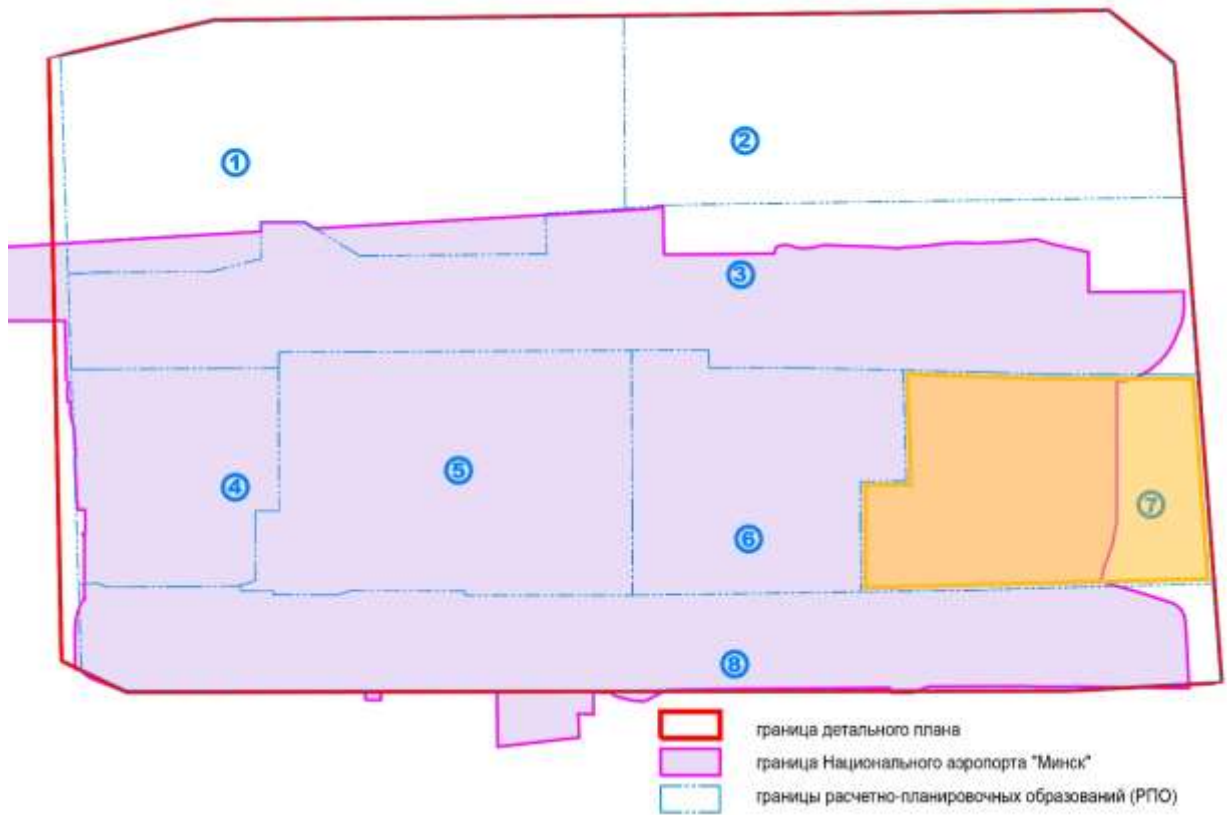 1
2
3
4
5
6
7
8
граница детального плана
граница Национального аэропорта "Минск"
границы расчетно-планировочных образований (РПО)